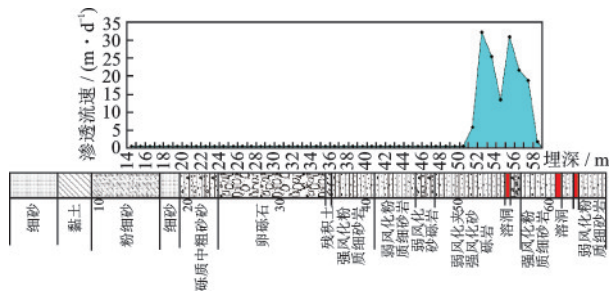 渗透流速 / (m · d⁻¹)
35
30
25
20
15
10
5
0
14 16 18 20 22 24 26 28 30 32 34 36 38 40 42 44 46 48 50 52 54 56 58 埋深 / m
10 20 30 40 50 60
细砂
黏土
粉细砂
细砂
砾质中粗砂砂
卵砾石
残积土
强风化粉
质细砂岩
弱风化粉
质细砂岩
弱风化
砂砾岩
弱风化夹
强风化砂
砾岩
溶洞
强风化粉
质细砂岩
溶洞
弱风化粉
质细砂岩